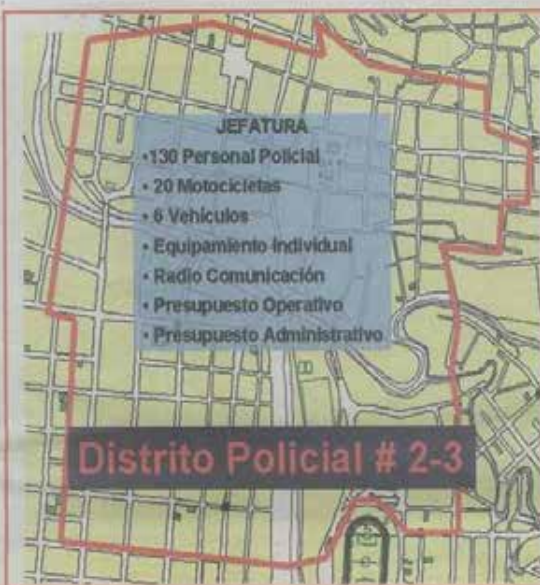 JEFATURA
•130 Personal Policial
• 20 Motocicletas
• 6 Vehículos
• Equipamiento Individual
• Radio Comunicación
• Presupuesto Operativo
• Presupuesto Administrativo
Distrito Policial # 2-3